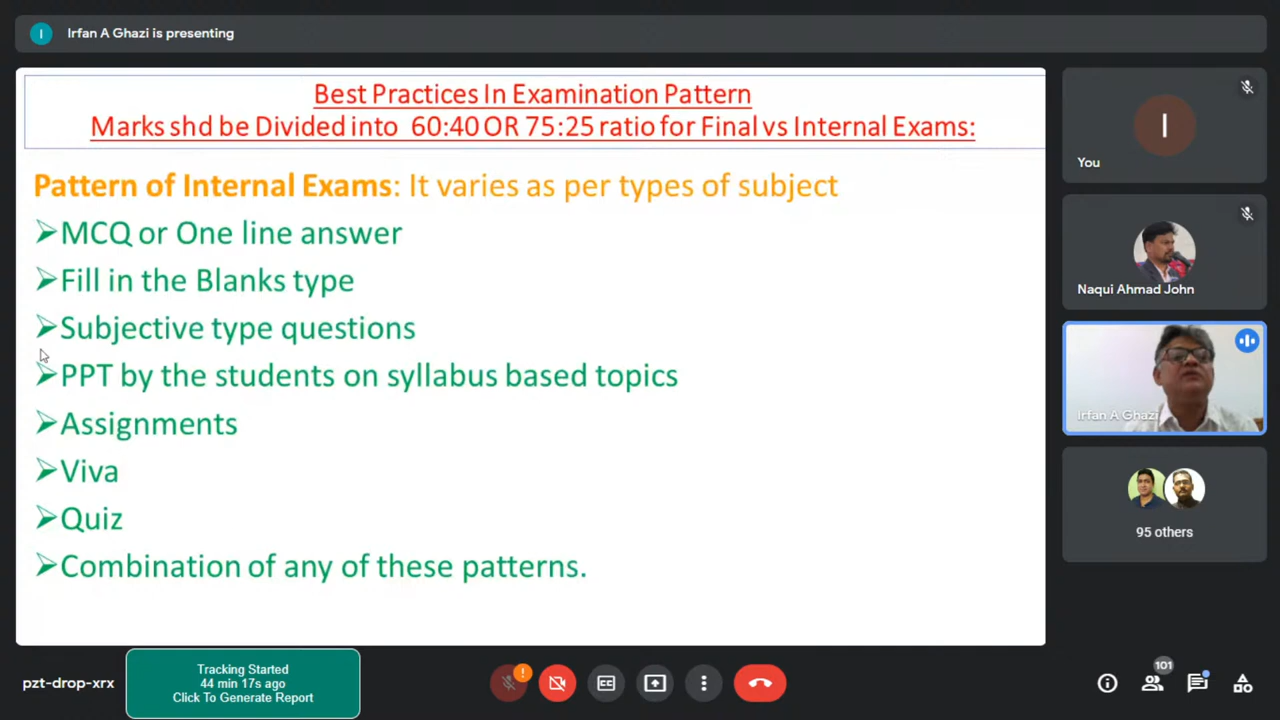 I
Irfan A Ghazi is presenting
Best Practices In Examination Pattern
Marks shd be Divided into 60:40 OR 75:25 ratio for Final vs Internal Exams:
Pattern of Internal Exams: It varies as per types of subject
MCQ or One line answer
Fill in the Blanks type
Subjective type questions
PPT by the students on syllabus based topics
Assignments
Viva
Quiz
Combination of any of these patterns.
I
You
Naqui Ahmad John
Irfan A Ghazi
95 others
pzt-drop-xrx
Tracking Started
44 min 17s ago
Click To Generate Report
!
CC
101